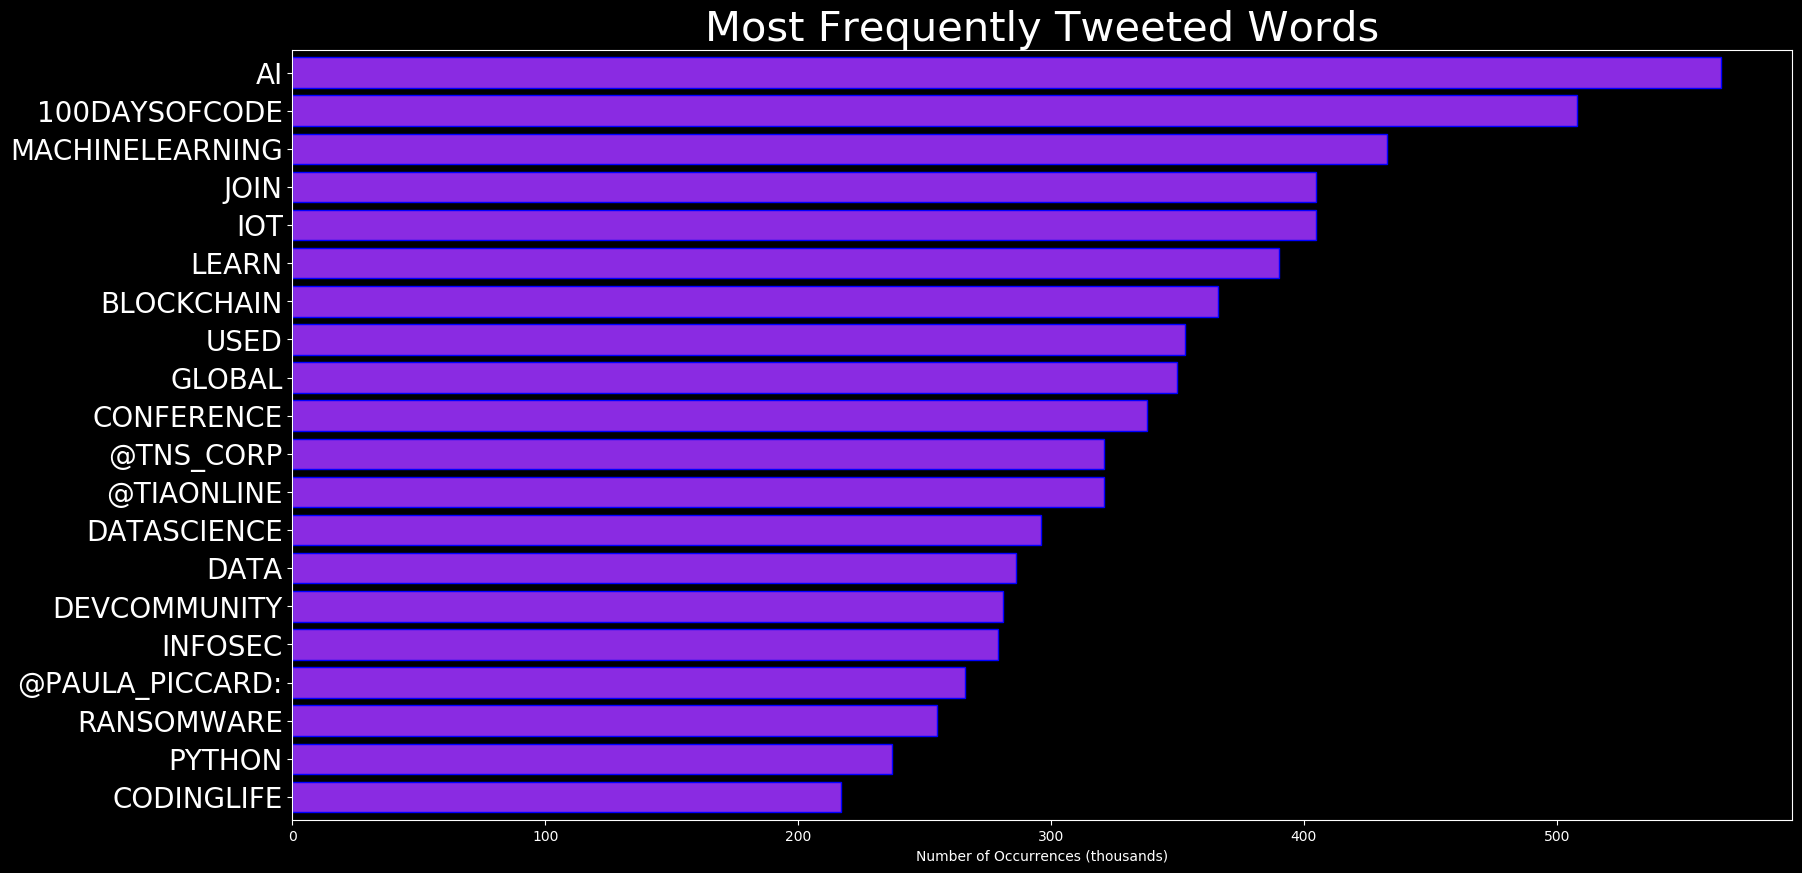 Most Frequently Tweeted Words
AI
100DAYSOFCODE
MACHINELEARNING
JOIN
IOT
LEARN
BLOCKCHAIN
USED
GLOBAL
CONFERENCE
@TNS_CORP
@TIAONLINE
DATASCIENCE
DATA
DEVCOMMUNITY
INFOSEC
@PAULA_PICCARD:
RANSOMWARE
PYTHON
CODINGLIFE
0 100 200 300 400 500
Number of Occurrences (thousands)